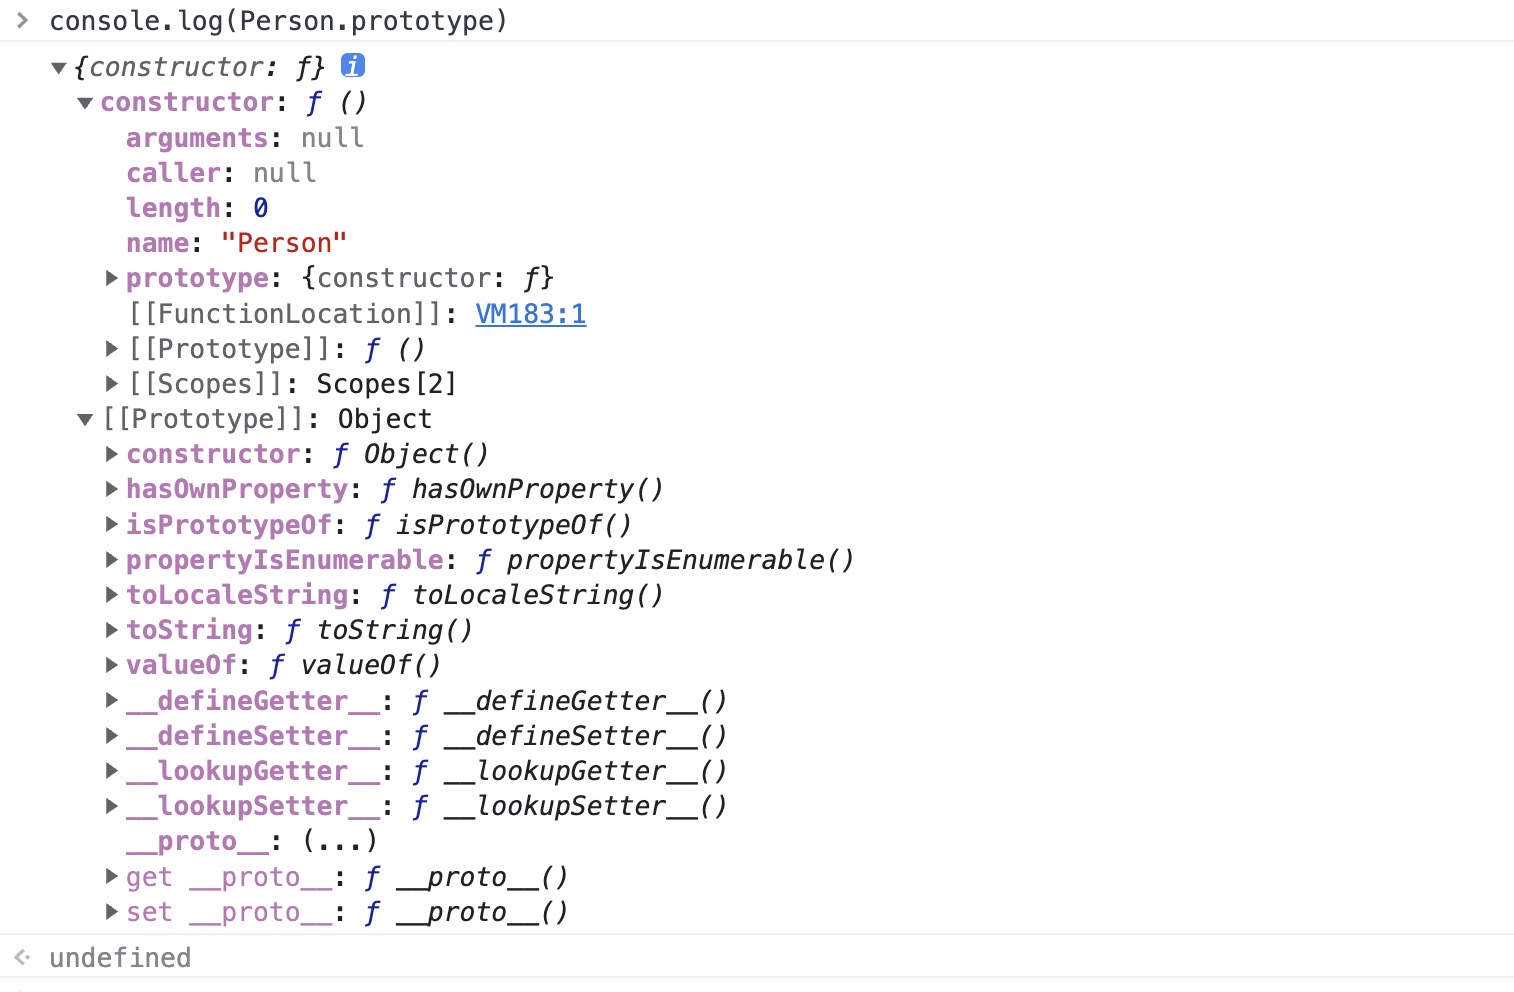 > console.log(Person.prototype)
▼{constructor: ƒ} i
▼constructor: ƒ ()
arguments: null
caller: null
length: 0
name: "Person"
▶prototype: {constructor: ƒ}
[[FunctionLocation]]: VM183:1
▶[[Prototype]]: ƒ ()
▶[[Scopes]]: Scopes[2]
▼[[Prototype]]: Object
▶constructor: ƒ Object()
▶hasOwnProperty: ƒ hasOwnProperty()
▶isPrototypeOf: ƒ isPrototypeOf()
▶propertyIsEnumerable: ƒ propertyIsEnumerable()
▶toLocaleString: ƒ toLocaleString()
▶toString: ƒ toString()
▶valueOf: ƒ valueOf()
▶__defineGetter__: ƒ __defineGetter__()
▶__defineSetter__: ƒ __defineSetter__()
▶__lookupGetter__: ƒ __lookupGetter__()
▶__lookupSetter__: ƒ __lookupSetter__()
__proto__: (...)
▶get __proto__: ƒ __proto__()
▶set __proto__: ƒ __proto__()
undefined